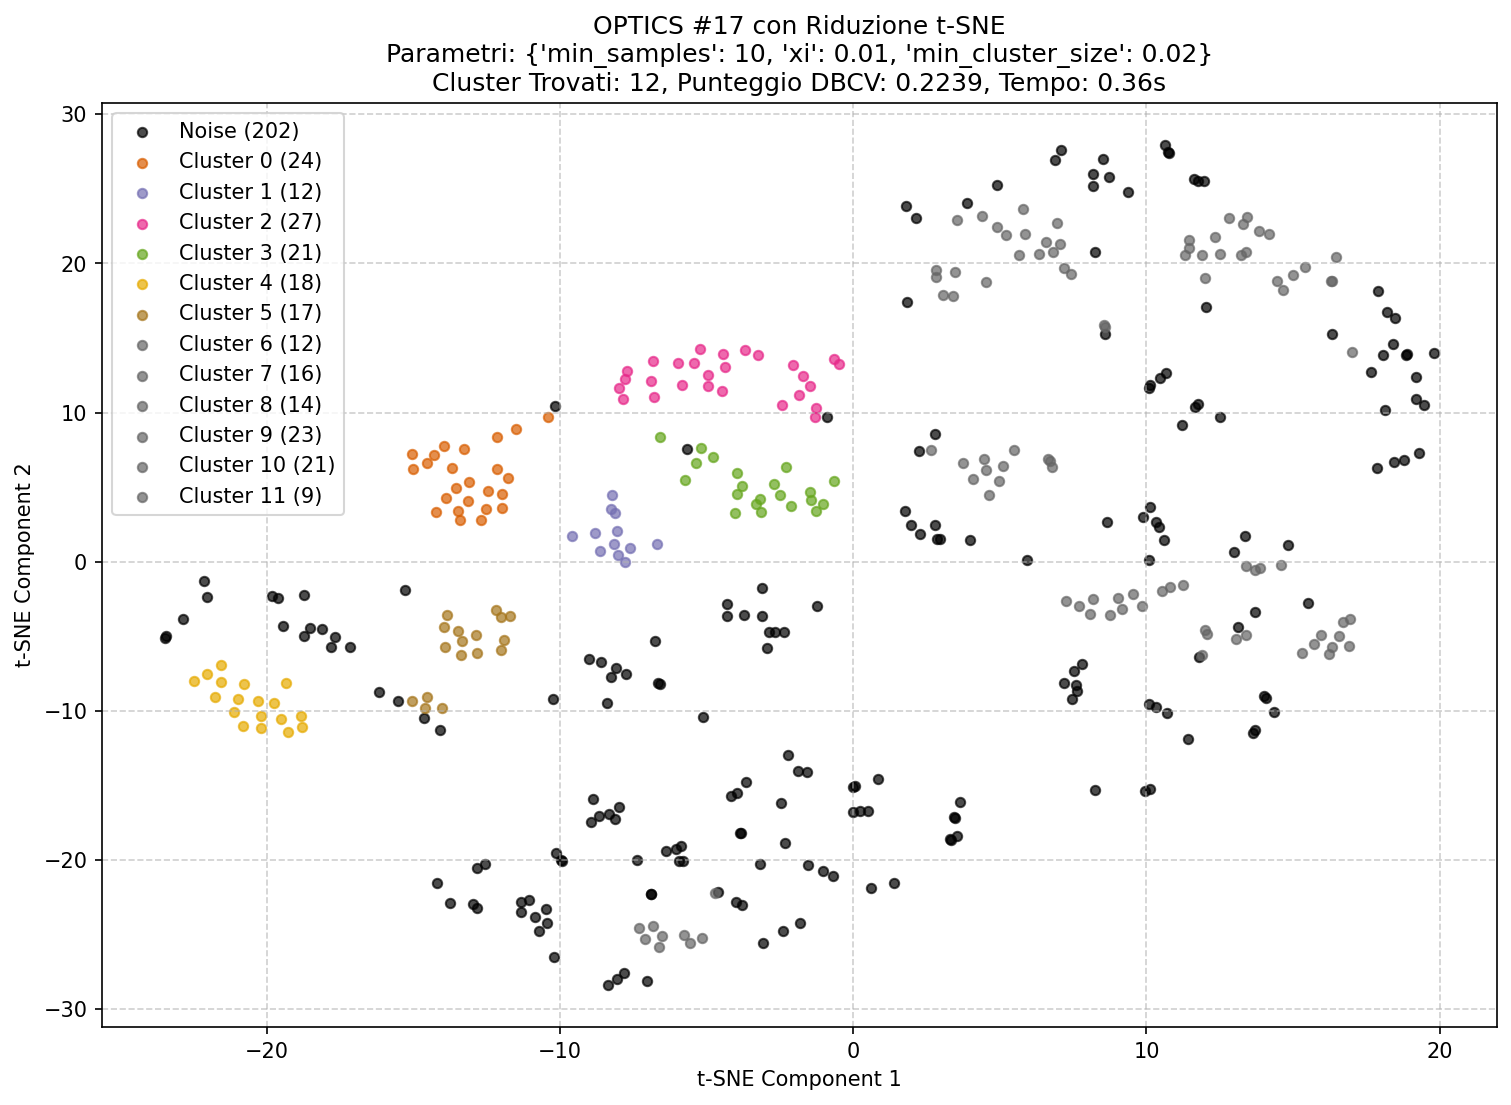 OPTICS #17 con Riduzione t-SNE
Parametri: {'min_samples': 10, 'xi': 0.01, 'min_cluster_size': 0.02}
Cluster Trovati: 12, Punteggio DBCV: 0.2239, Tempo: 0.36s
Noise (202)
Cluster 0 (24)
Cluster 1 (12)
Cluster 2 (27)
Cluster 3 (21)
Cluster 4 (18)
Cluster 5 (17)
Cluster 6 (12)
Cluster 7 (16)
Cluster 8 (14)
Cluster 9 (23)
Cluster 10 (21)
Cluster 11 (9)
t-SNE Component 2
30
20
10
0
−10
−20
−30
−20
−10
0
10
20
t-SNE Component 1